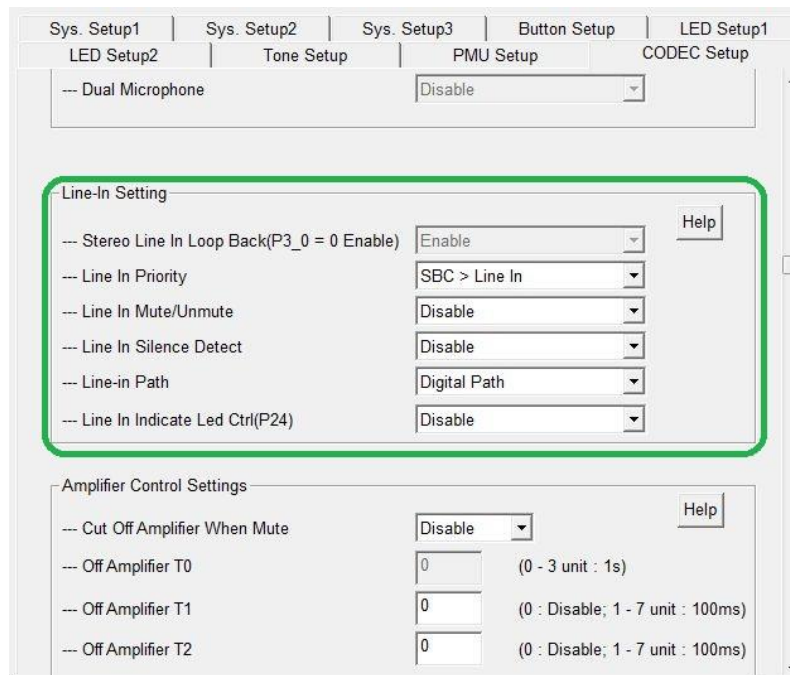 Sys. Setup1 Sys. Setup2 Sys. Setup3 Button Setup LED Setup1
LED Setup2 Tone Setup PMU Setup CODEC Setup
--- Dual Microphone Disable
Line-In Setting
Help
--- Stereo Line In Loop Back(P3_0 = 0 Enable) Enable
--- Line In Priority SBC > Line In
--- Line In Mute/Unmute Disable
--- Line In Silence Detect Disable
--- Line-in Path Digital Path
--- Line In Indicate Led Ctrl(P24) Disable
Amplifier Control Settings
Help
--- Cut Off Amplifier When Mute Disable
--- Off Amplifier T0 0 (0 - 3 unit : 1s)
--- Off Amplifier T1 0 (0 : Disable; 1 - 7 unit : 100ms)
--- Off Amplifier T2 0 (0 : Disable; 1 - 7 unit : 100ms)